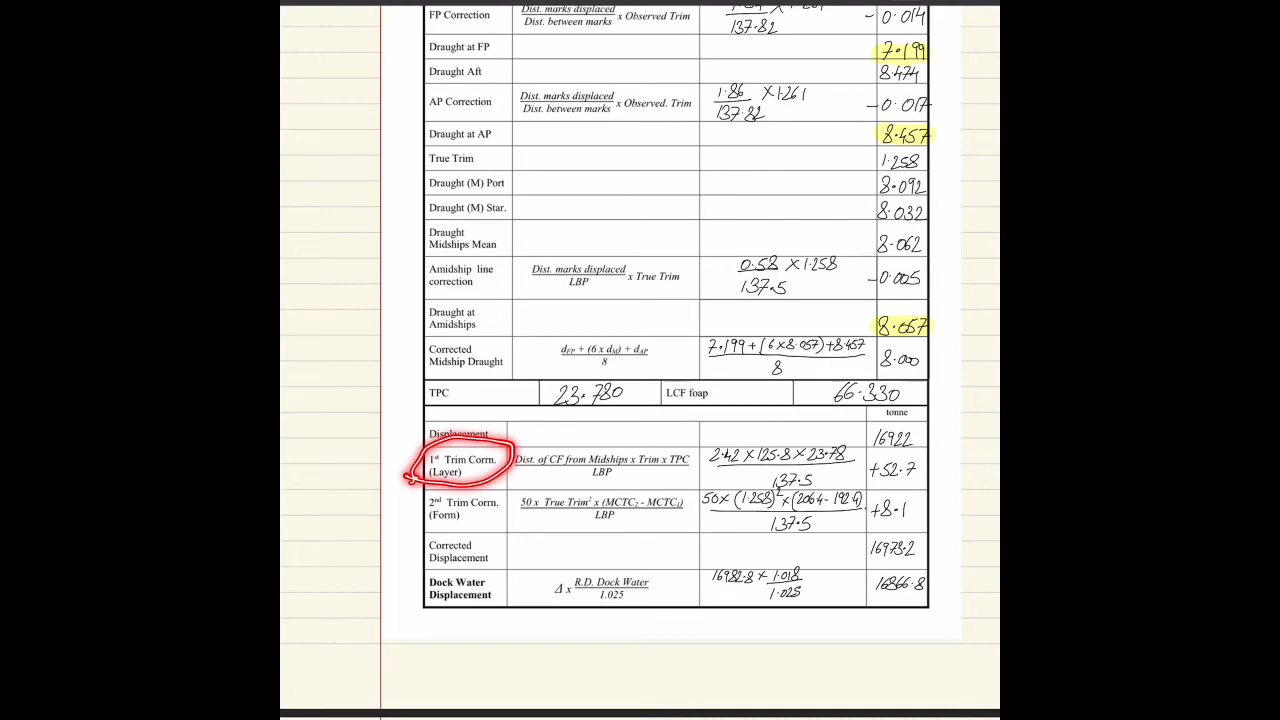 FP Correction
Dist. marks displaced
Dist. between marks
x Observed Trim
137.82
-0.014
Draught at FP
7.199
Draught Aft
8.474
AP Correction
Dist. marks displaced
Dist. between marks
x Observed. Trim
1.86 x 1.261
137.82
-0.017
Draught at AP
8.457
True Trim
1.258
Draught (M) Port
8.092
Draught (M) Star.
8.032
Draught
Midships Mean
8.062
Amidship line
correction
Dist. marks displaced
LBP
x True Trim
0.58 x 1.258
137.5
-0.005
Draught at
Amidships
8.057
Corrected
Midship Draught
dFP + (6 x dM) + dAP
8
7.199 + (6 x 8.057) + 8.457
8
8.000
TPC
23.780
LCF foap
66.330
tonne
Displacement
16922
1st Trim Corrn.
(Layer)
Dist. of CF from Midships x Trim x TPC
LBP
2.42 x 125.8 x 23.78
137.5
+52.7
2nd Trim Corrn.
(Form)
50 x True Trim² x (MCTC2 - MCTC1)
LBP
50 x (1.258)² x (206.4 - 192.9)
137.5
+8.1
Corrected
Displacement
Dock Water
Displacement
Δ x
R.D. Dock Water
1.025
16982.8 x 1.018
1.025
16866.8